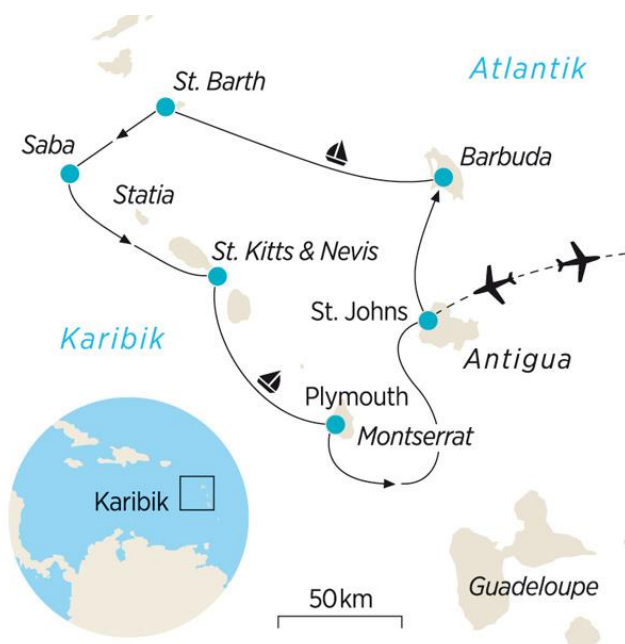 Atlantik
St. Barth
Saba
Barbuda
Statia
St. Kitts & Nevis
St. Johns
Karibik
Antigua
Plymouth
Montserrat
Karibik
Guadeloupe
50 km